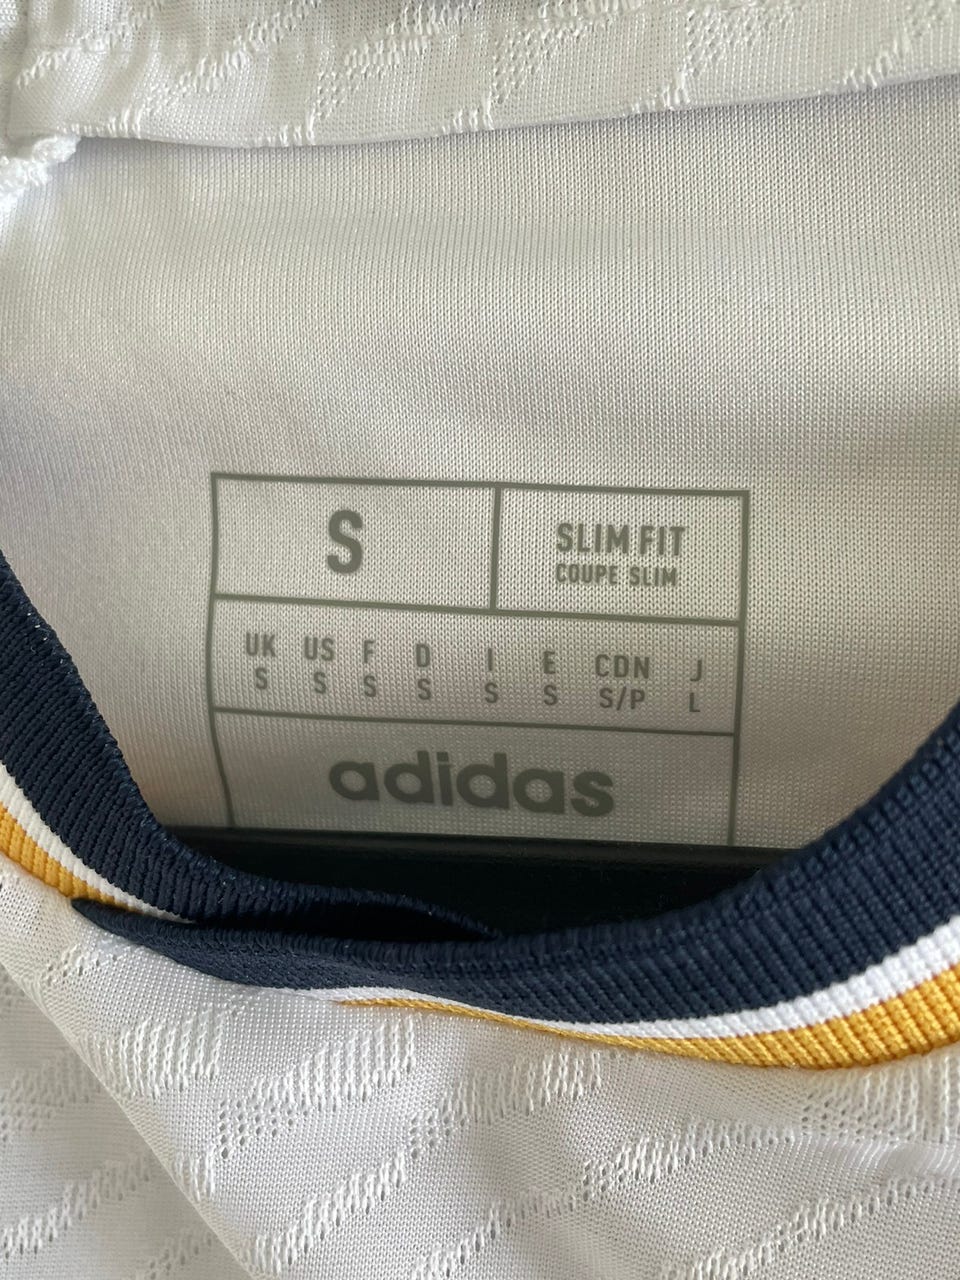 S
SLIM FIT
COUPE SLIM
UK US F D I E CDN J
S S S S S S S/P L
adidas